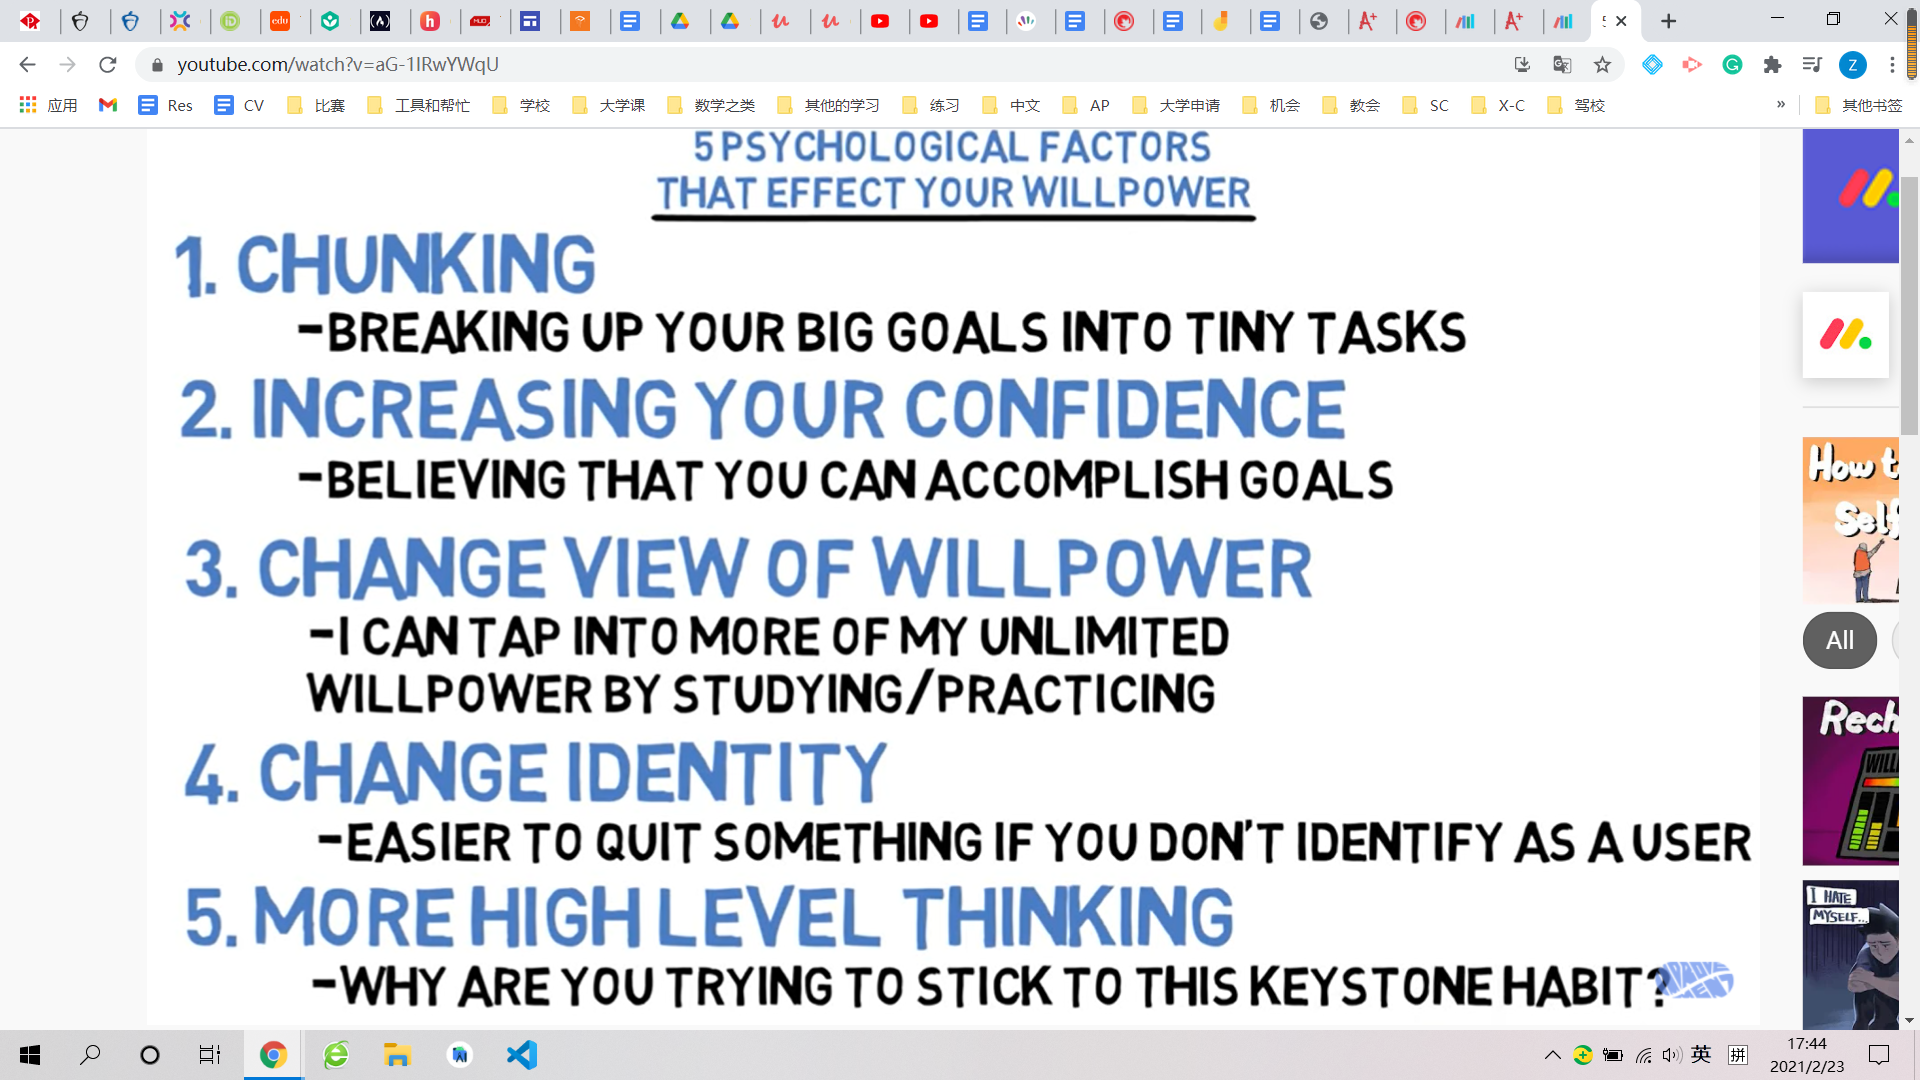 youtube.com/watch?v=aG-1IRwYWqU
应用
Res
CV
比赛
工具和帮忙
学校
大学课
数学之类
其他的学习
练习
中文
AP
大学申请
机会
教会
SC
X-C
驾校
»
其他书签
5 PSYCHOLOGICAL FACTORS
THAT EFFECT YOUR WILLPOWER
1. CHUNKING
-BREAKING UP YOUR BIG GOALS INTO TINY TASKS
2. INCREASING YOUR CONFIDENCE
-BELIEVING THAT YOU CAN ACCOMPLISH GOALS
3. CHANGE VIEW OF WILLPOWER
-I CAN TAP INTO MORE OF MY UNLIMITED
WILLPOWER BY STUDYING/PRACTICING
4. CHANGE IDENTITY
-EASIER TO QUIT SOMETHING IF YOU DON'T IDENTIFY AS A USER
5. MORE HIGH LEVEL THINKING
-WHY ARE YOU TRYING TO STICK TO THIS KEYSTONE HABIT?
How t
Self
All
Rech
WILL
I HATE
MYSELF...
英
拼
17:44
2021/2/23